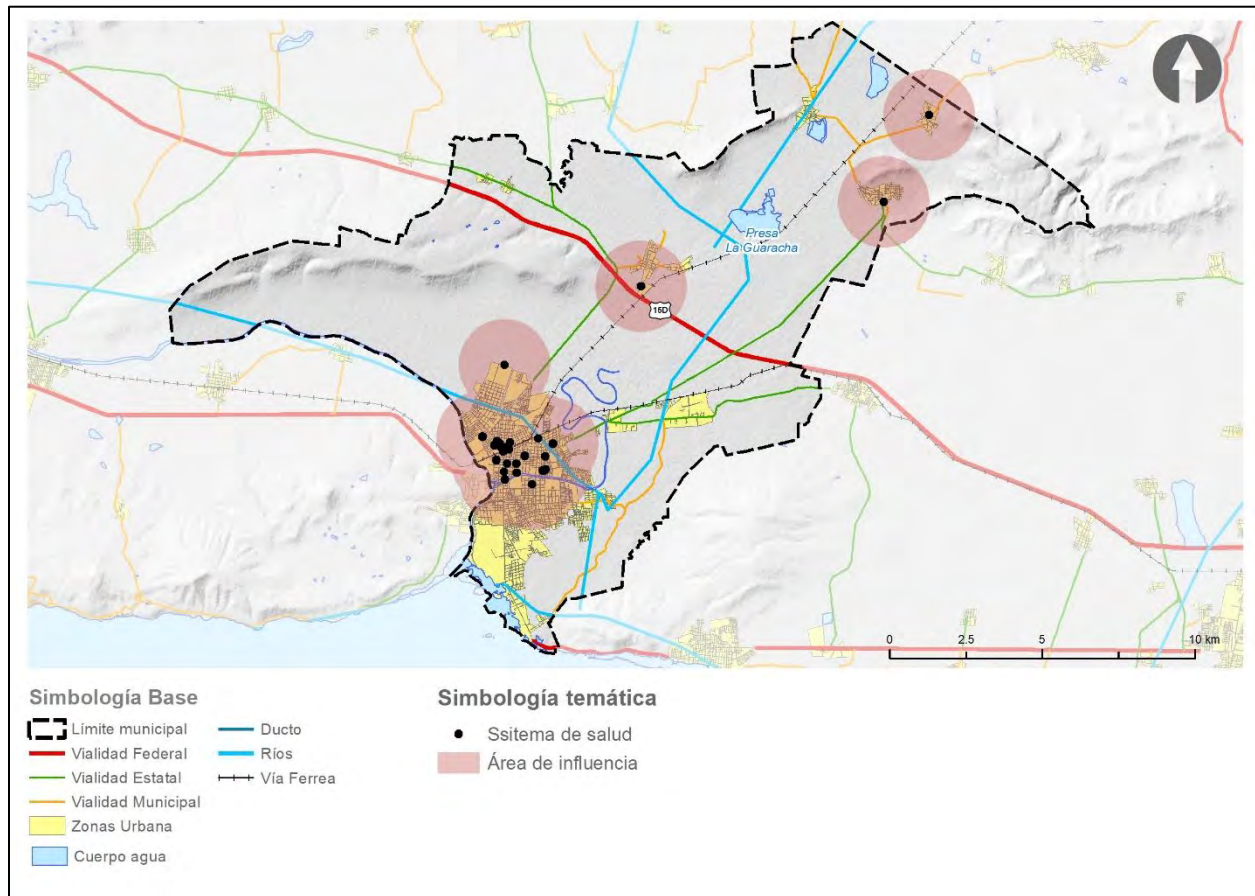 Presa
La Guaracha
15D
0 2.5 5 10 km
Simbología Base
Límite municipal
Vialidad Federal
Vialidad Estatal
Vialidad Municipal
Zonas Urbana
Cuerpo agua
Ducto
Ríos
Vía Ferrea
Simbología temática
Ssitema de salud
Área de influencia